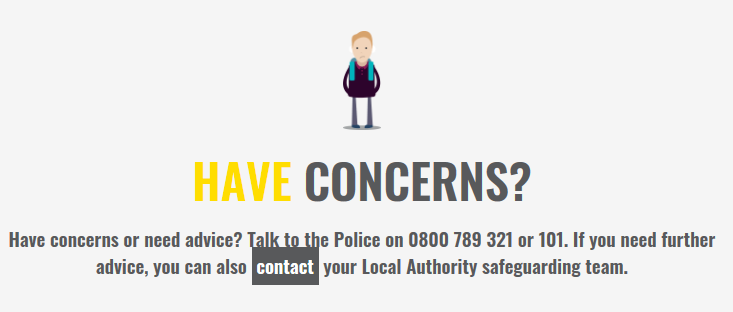 HAVE CONCERNS?
Have concerns or need advice? Talk to the Police on 0800 789 321 or 101. If you need further
advice, you can also contact your Local Authority safeguarding team.